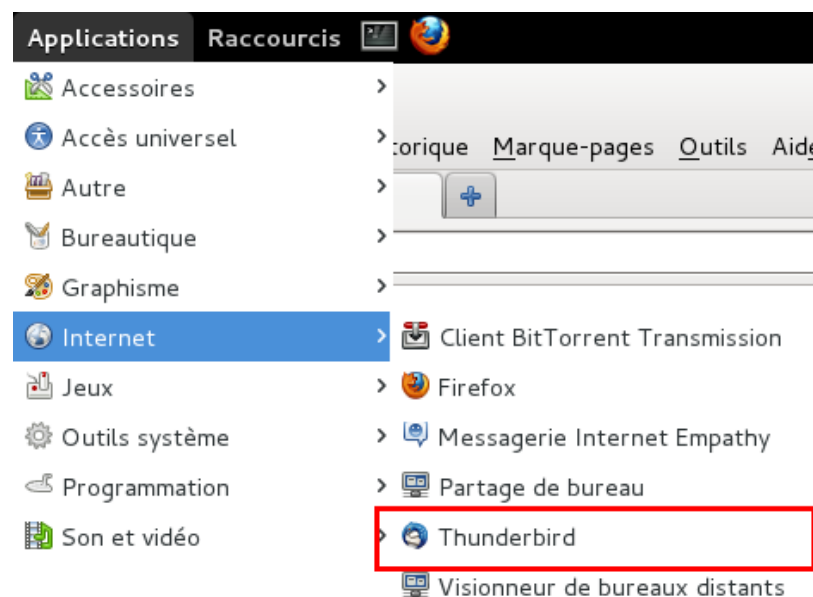 Applications Raccourcis
Accessoires
Accès universel
torique Marque-pages Outils Aide
Autre
Bureautique
Graphisme
Internet
Client BitTorrent Transmission
Jeux
Firefox
Outils système
Messagerie Internet Empathy
Programmation
Partage de bureau
Son et vidéo
Thunderbird
Visionneur de bureaux distants